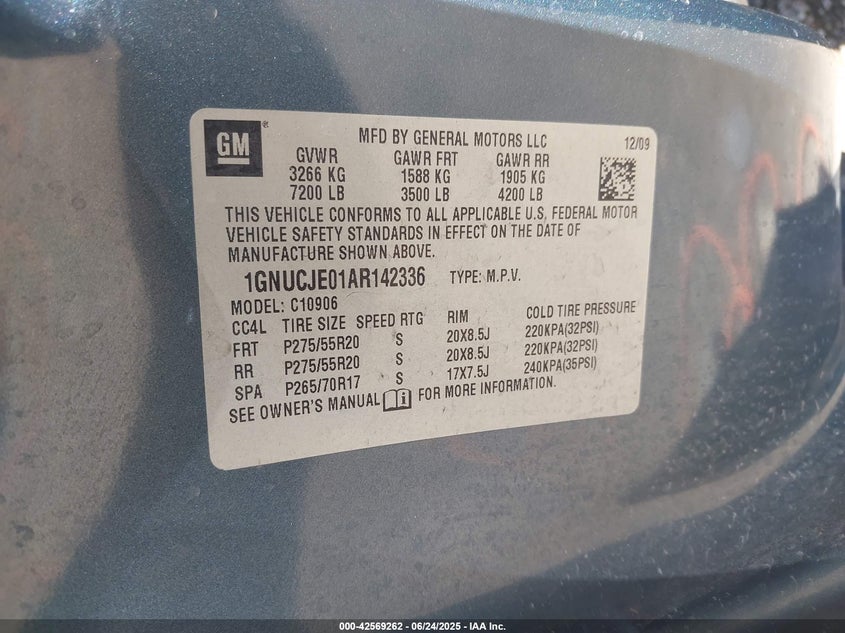 GM ®
MFD BY GENERAL MOTORS LLC 12/09
GVWR GAWR FRT GAWR RR
3266 KG 1588 KG 1905 KG
7200 LB 3500 LB 4200 LB
THIS VEHICLE CONFORMS TO ALL APPLICABLE U.S. FEDERAL MOTOR
VEHICLE SAFETY STANDARDS IN EFFECT ON THE DATE OF
MANUFACTURE SHOWN ABOVE.
1GNUCJE01AR142336 TYPE: M.P.V.
MODEL: C10906
CC4L TIRE SIZE SPEED RTG RIM COLD TIRE PRESSURE
FRT P275/55R20 S 20X8.5J 220KPA(32PSI)
RR P275/55R20 S 20X8.5J 220KPA(32PSI)
SPA P265/70R17 S 17X7.5J 240KPA(35PSI)
SEE OWNER'S MANUAL i FOR MORE INFORMATION.
000-42569262 - 06/24/2025 - IAA Inc.